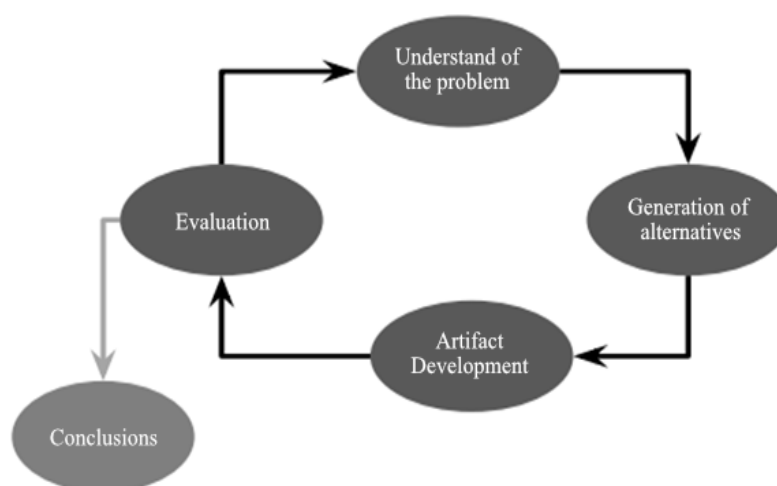 Understand of
the problem
Generation of
alternatives
Artifact
Development
Evaluation
Conclusions